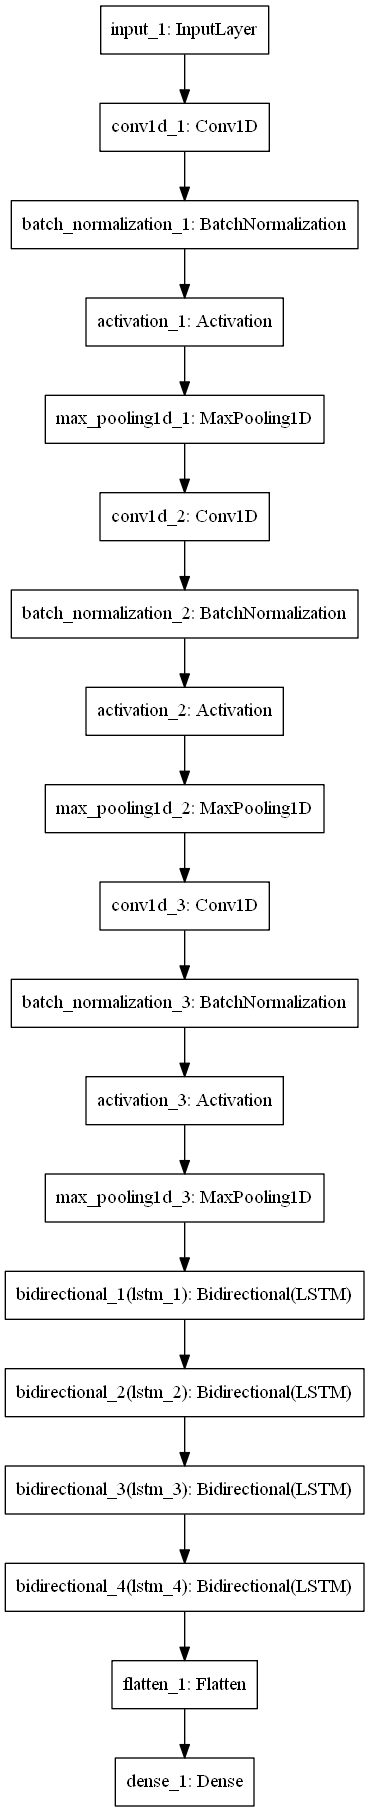 input_1: InputLayer
conv1d_1: Conv1D
batch_normalization_1: BatchNormalization
activation_1: Activation
max_pooling1d_1: MaxPooling1D
conv1d_2: Conv1D
batch_normalization_2: BatchNormalization
activation_2: Activation
max_pooling1d_2: MaxPooling1D
conv1d_3: Conv1D
batch_normalization_3: BatchNormalization
activation_3: Activation
max_pooling1d_3: MaxPooling1D
bidirectional_1(lstm_1): Bidirectional(LSTM)
bidirectional_2(lstm_2): Bidirectional(LSTM)
bidirectional_3(lstm_3): Bidirectional(LSTM)
bidirectional_4(lstm_4): Bidirectional(LSTM)
flatten_1: Flatten
dense_1: Dense